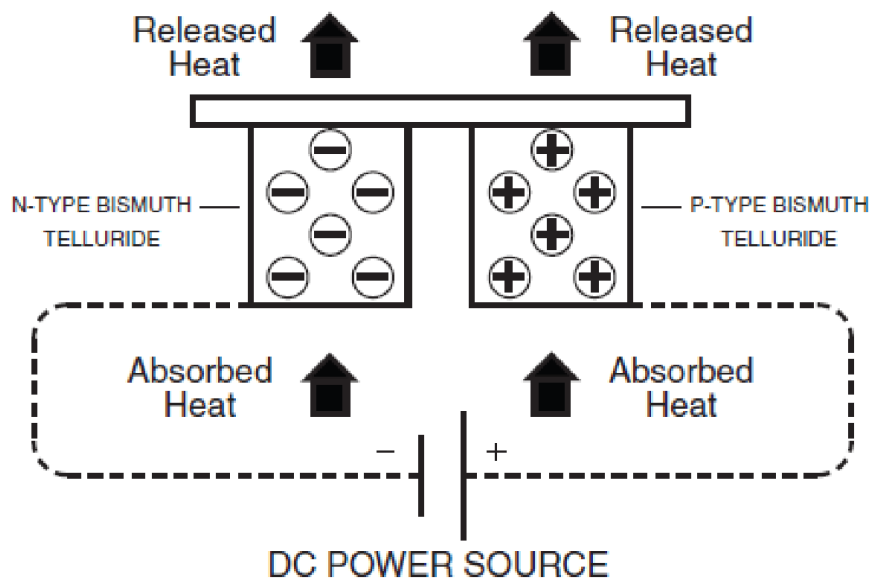 Released
Heat
Released
Heat
N-TYPE BISMUTH
TELLURIDE
P-TYPE BISMUTH
TELLURIDE
Absorbed
Heat
Absorbed
Heat
− +
DC POWER SOURCE